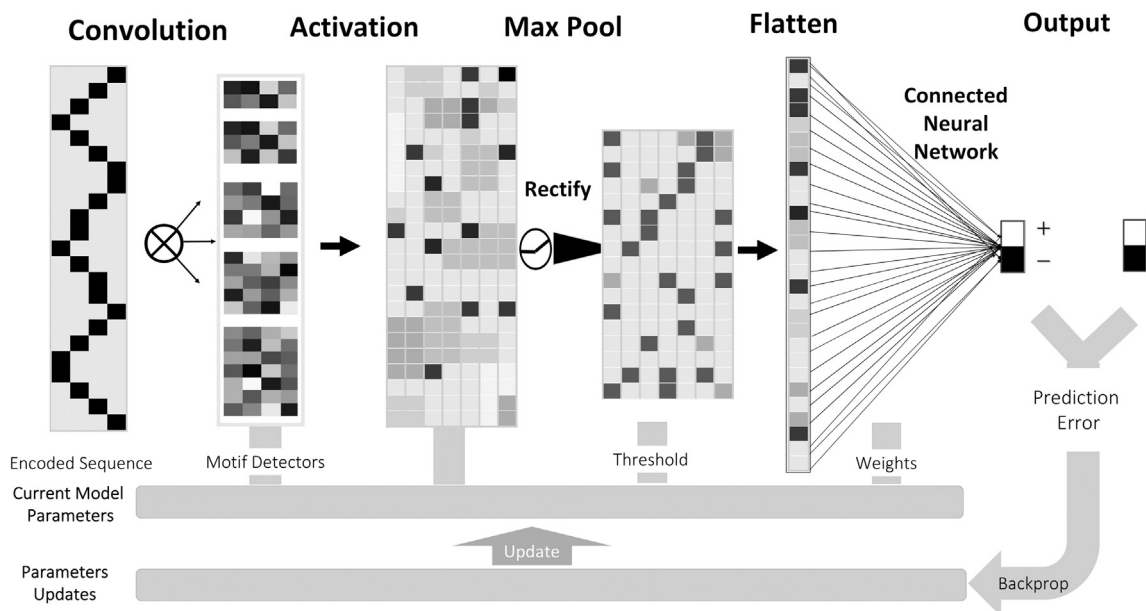 Convolution
Activation
Max Pool
Flatten
Output
Connected
Neural
Network
Rectify
+
−
Prediction
Error
Encoded Sequence
Motif Detectors
Threshold
Weights
Current Model
Parameters
Update
Parameters
Updates
Backprop